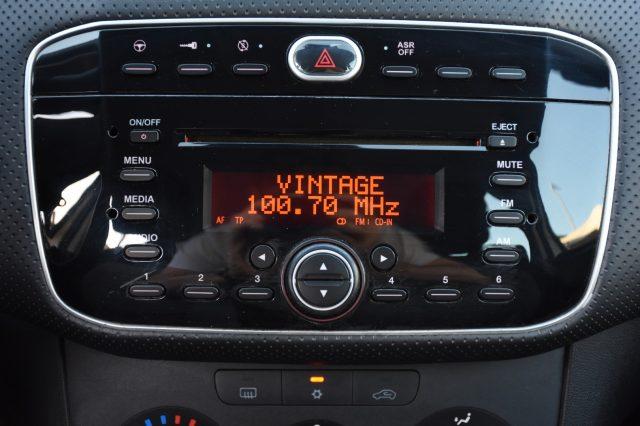 ASR
OFF
ON/OFF
EJECT
MENU
MUTE
VINTAGE
MEDIA
100.70 MHz
FM
AF TP CD FM1 CD-IN
AM
1 2 3 4 5 6